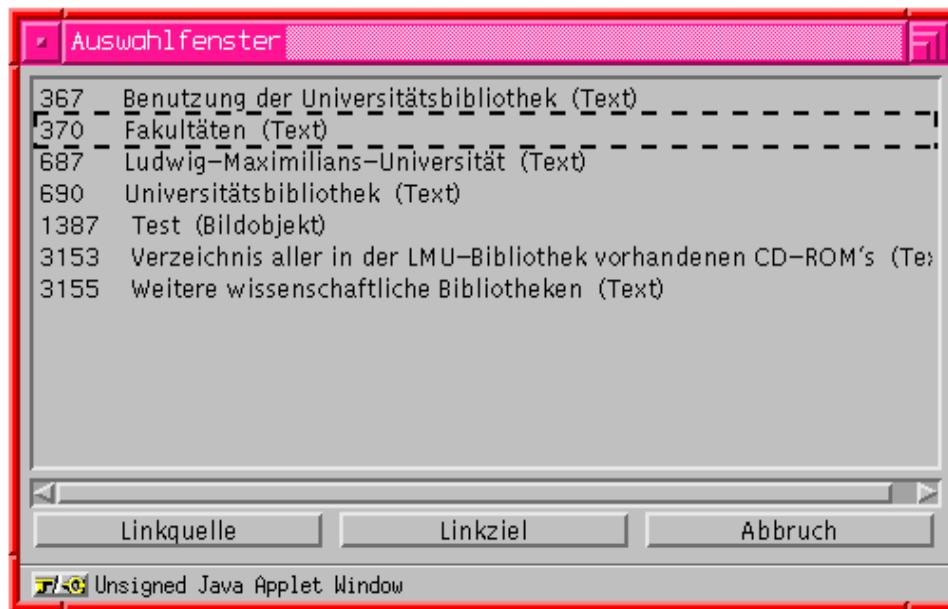 Auswahlfenster
367 Benutzung der Universitätsbibliothek (Text)
370 Fakultäten (Text)
687 Ludwig-Maximilians-Universität (Text)
690 Universitätsbibliothek (Text)
1387 Test (Bildobjekt)
3153 Verzeichnis aller in der LMU-Bibliothek vorhandenen CD-ROM's (Te
3155 Weitere wissenschaftliche Bibliotheken (Text)
Linkquelle Linkziel Abbruch
Unsigned Java Applet Window